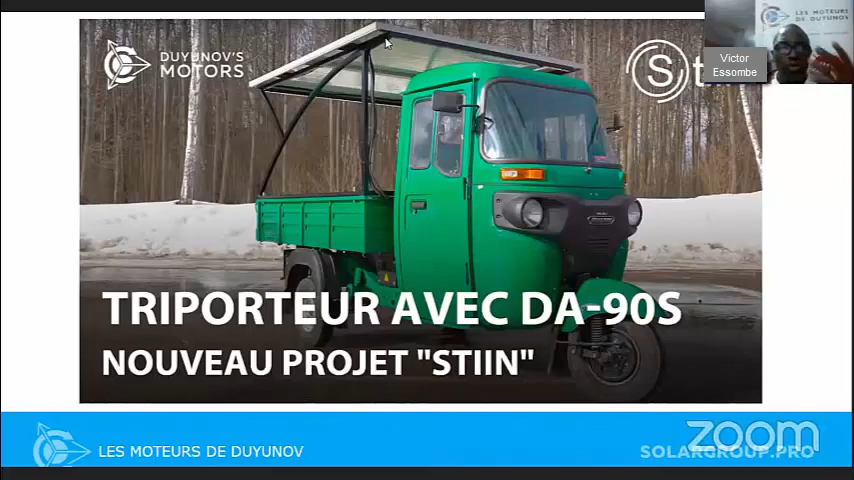 DUYUNOV'S
MOTORS
LES MOTEURS
DE DUYUNOV
Victor
Essombe
TRIPORTEUR AVEC DA-90S
NOUVEAU PROJET "STIIN"
LES MOTEURS DE DUYUNOV
zoom
SOLARGROUP.PRO